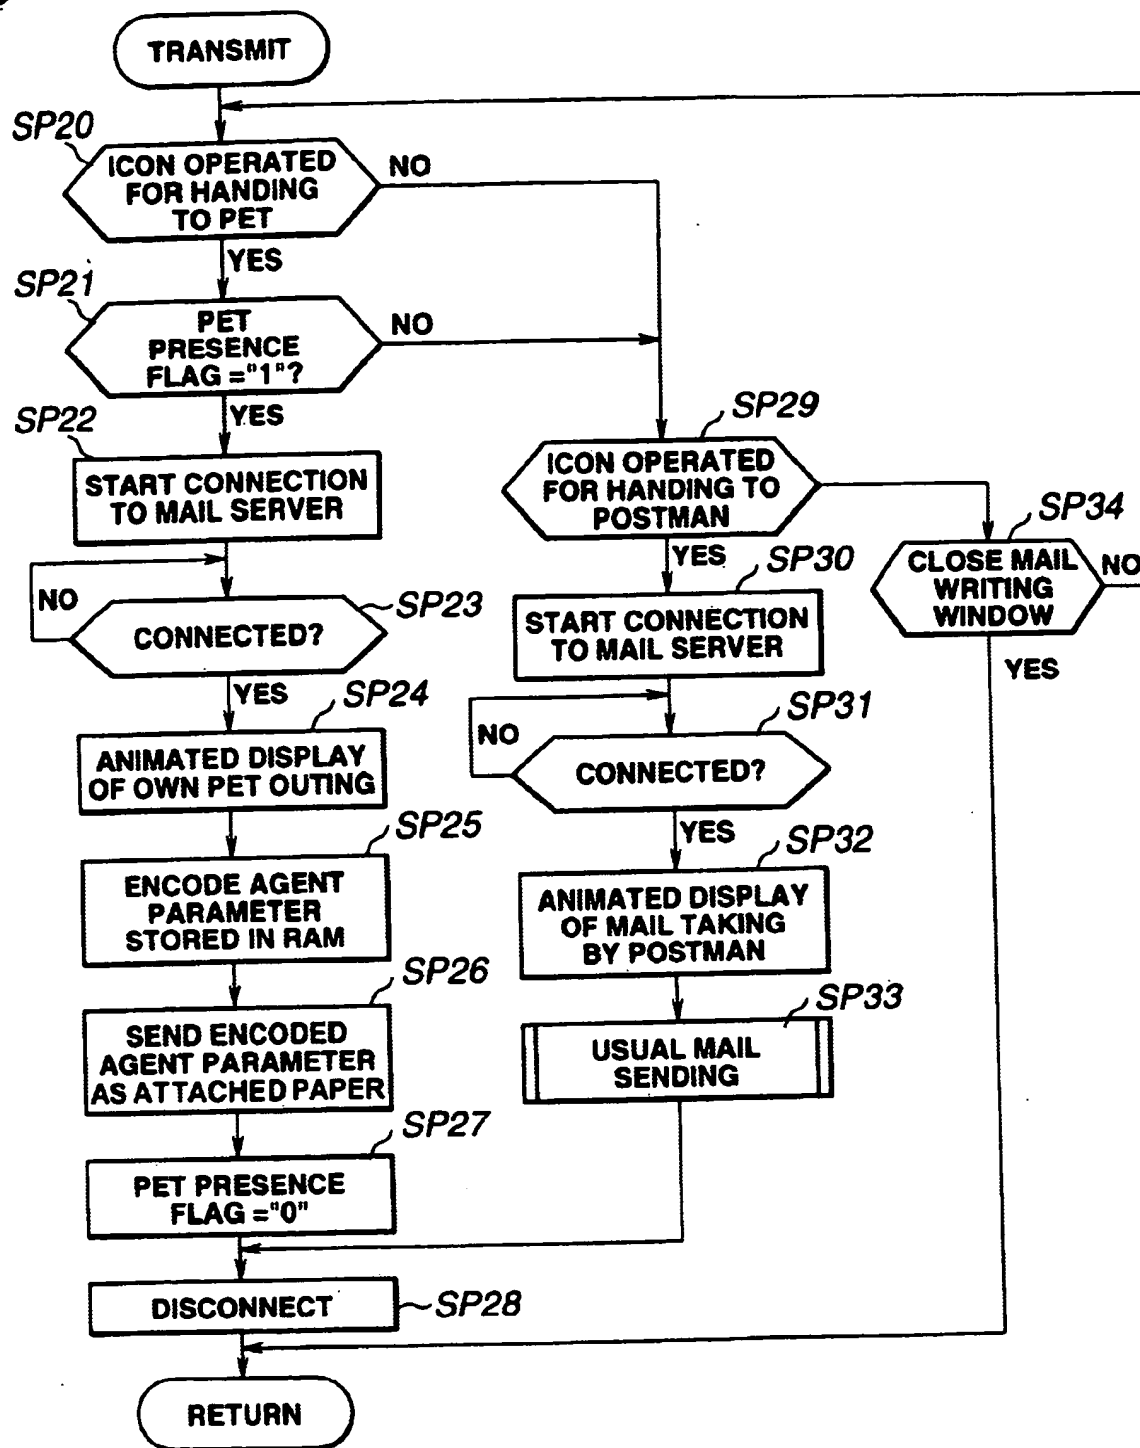 TRANSMIT
SP20
ICON OPERATED
FOR HANDING
TO PET
NO
YES
SP21
PET
PRESENCE
FLAG ="1"?
NO
YES
SP22
START CONNECTION
TO MAIL SERVER
NO
SP23
CONNECTED?
YES
SP24
ANIMATED DISPLAY
OF OWN PET OUTING
SP25
ENCODE AGENT
PARAMETER
STORED IN RAM
SP26
SEND ENCODED
AGENT PARAMETER
AS ATTACHED PAPER
SP27
PET PRESENCE
FLAG ="0"
DISCONNECT
SP28
RETURN
SP29
ICON OPERATED
FOR HANDING TO
POSTMAN
YES
SP30
START CONNECTION
TO MAIL SERVER
NO
SP31
CONNECTED?
YES
SP32
ANIMATED DISPLAY
OF MAIL TAKING
BY POSTMAN
SP33
USUAL MAIL
SENDING
SP34
CLOSE MAIL
WRITING
WINDOW
NO
YES